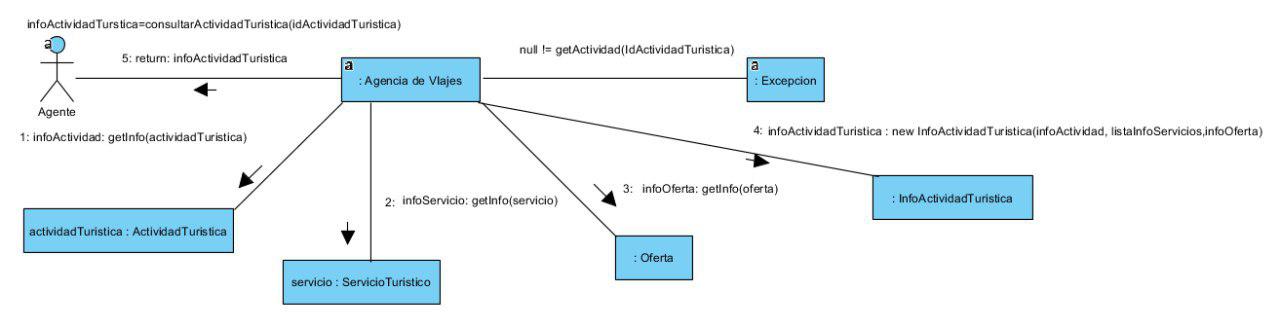 infoActividadTurstica=consultarActividadTuristica(idActividadTuristica)
a
5: return: infoActividadTuristica
Agente
a
: Agencia de VIajes
null != getActividad(IdActividadTuristica)
a
: Excepcion
1: infoActividad: getInfo(actividadTuristica)
4: infoActividadTuristica : new InfoActividadTuristica(infoActividad, listaInfoServicios,infoOferta)
2: infoServicio: getInfo(servicio)
3: infoOferta: getInfo(oferta)
: InfoActividadTuristica
actividadTuristica : ActividadTuristica
: Oferta
servicio : ServicioTuristico